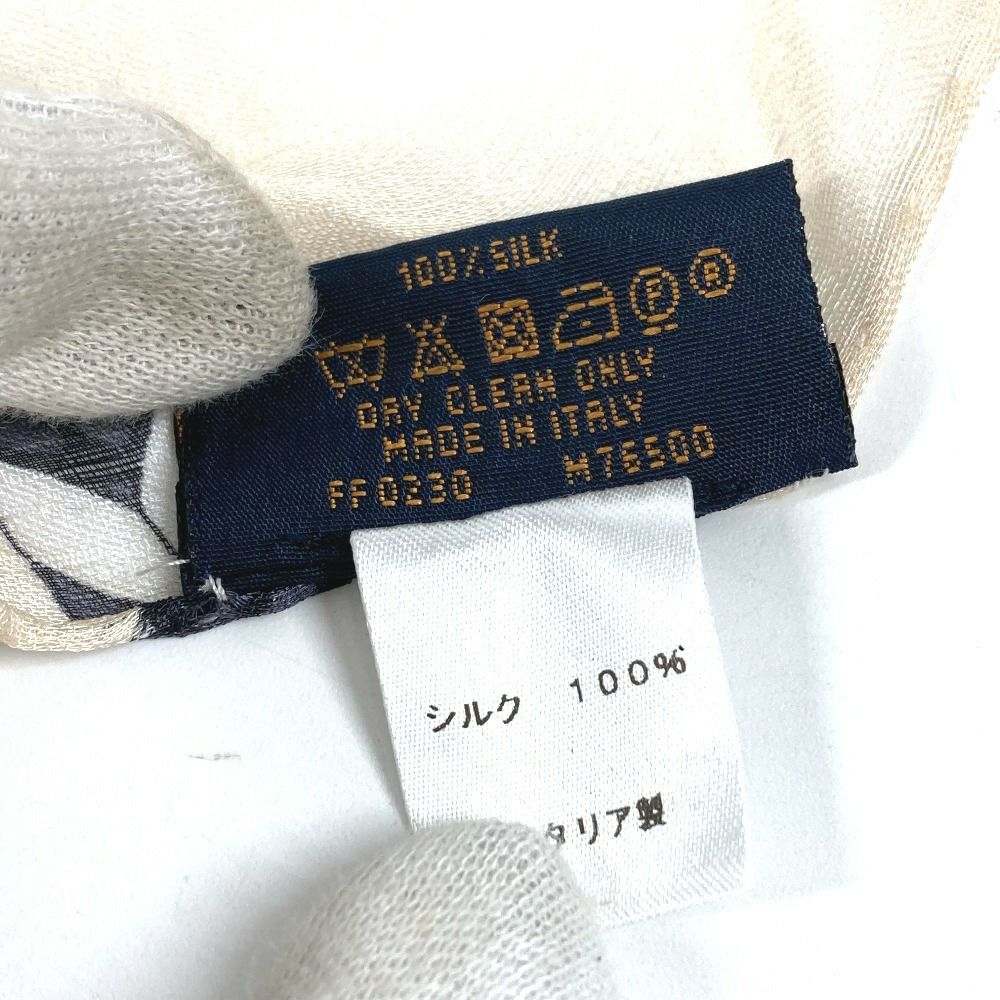 100% SILK
P R
DRY CLEAN ONLY
MADE IN ITALY
FF0230 M76500
シルク 100%
タリア製